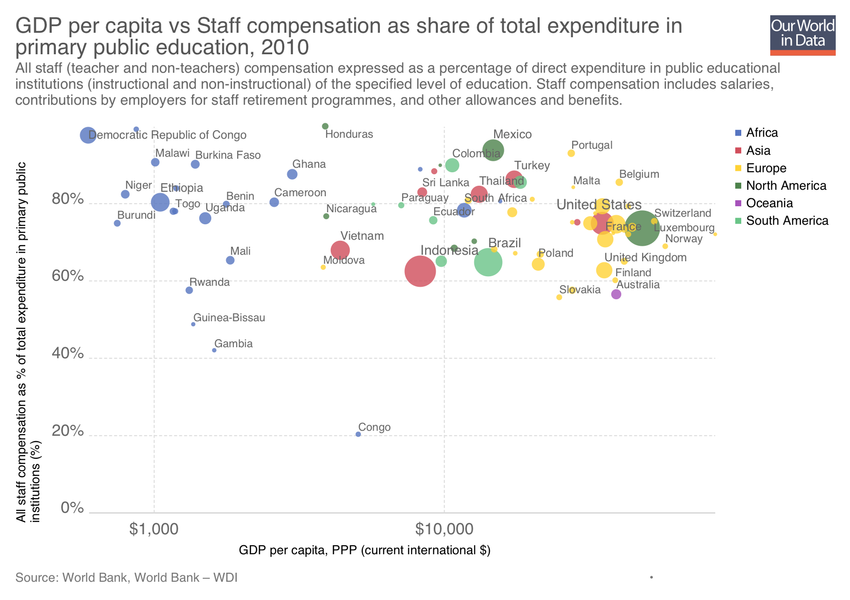 GDP per capita vs Staff compensation as share of total expenditure in
primary public education, 2010
Our World
in Data
All staff (teacher and non-teachers) compensation expressed as a percentage of direct expenditure in public educational
institutions (instructional and non-instructional) of the specified level of education. Staff compensation includes salaries,
contributions by employers for staff retirement programmes, and other allowances and benefits.
Democratic Republic of Congo
Honduras
Mexico
Malawi
Burkina Faso
Colombia
Portugal
Ghana
Turkey
Niger
Ethiopia
Sri Lanka
Thailand
Malta
Belgium
Togo
Benin
Cameroon
Paraguay
South Africa
Burundi
Uganda
Nicaragua
Ecuador
United States
Switzerland
France
Luxembourg
Mali
Vietnam
Indonesia
Brazil
Norway
Moldova
Poland
United Kingdom
Rwanda
Slovakia
Finland
Australia
Guinea-Bissau
Gambia
Congo
80%
60%
40%
20%
0%
$1,000
$10,000
All staff compensation as % of total expenditure in primary public
institutions (%)
GDP per capita, PPP (current international $)
Africa
Asia
Europe
North America
Oceania
South America
Source: World Bank, World Bank – WDI